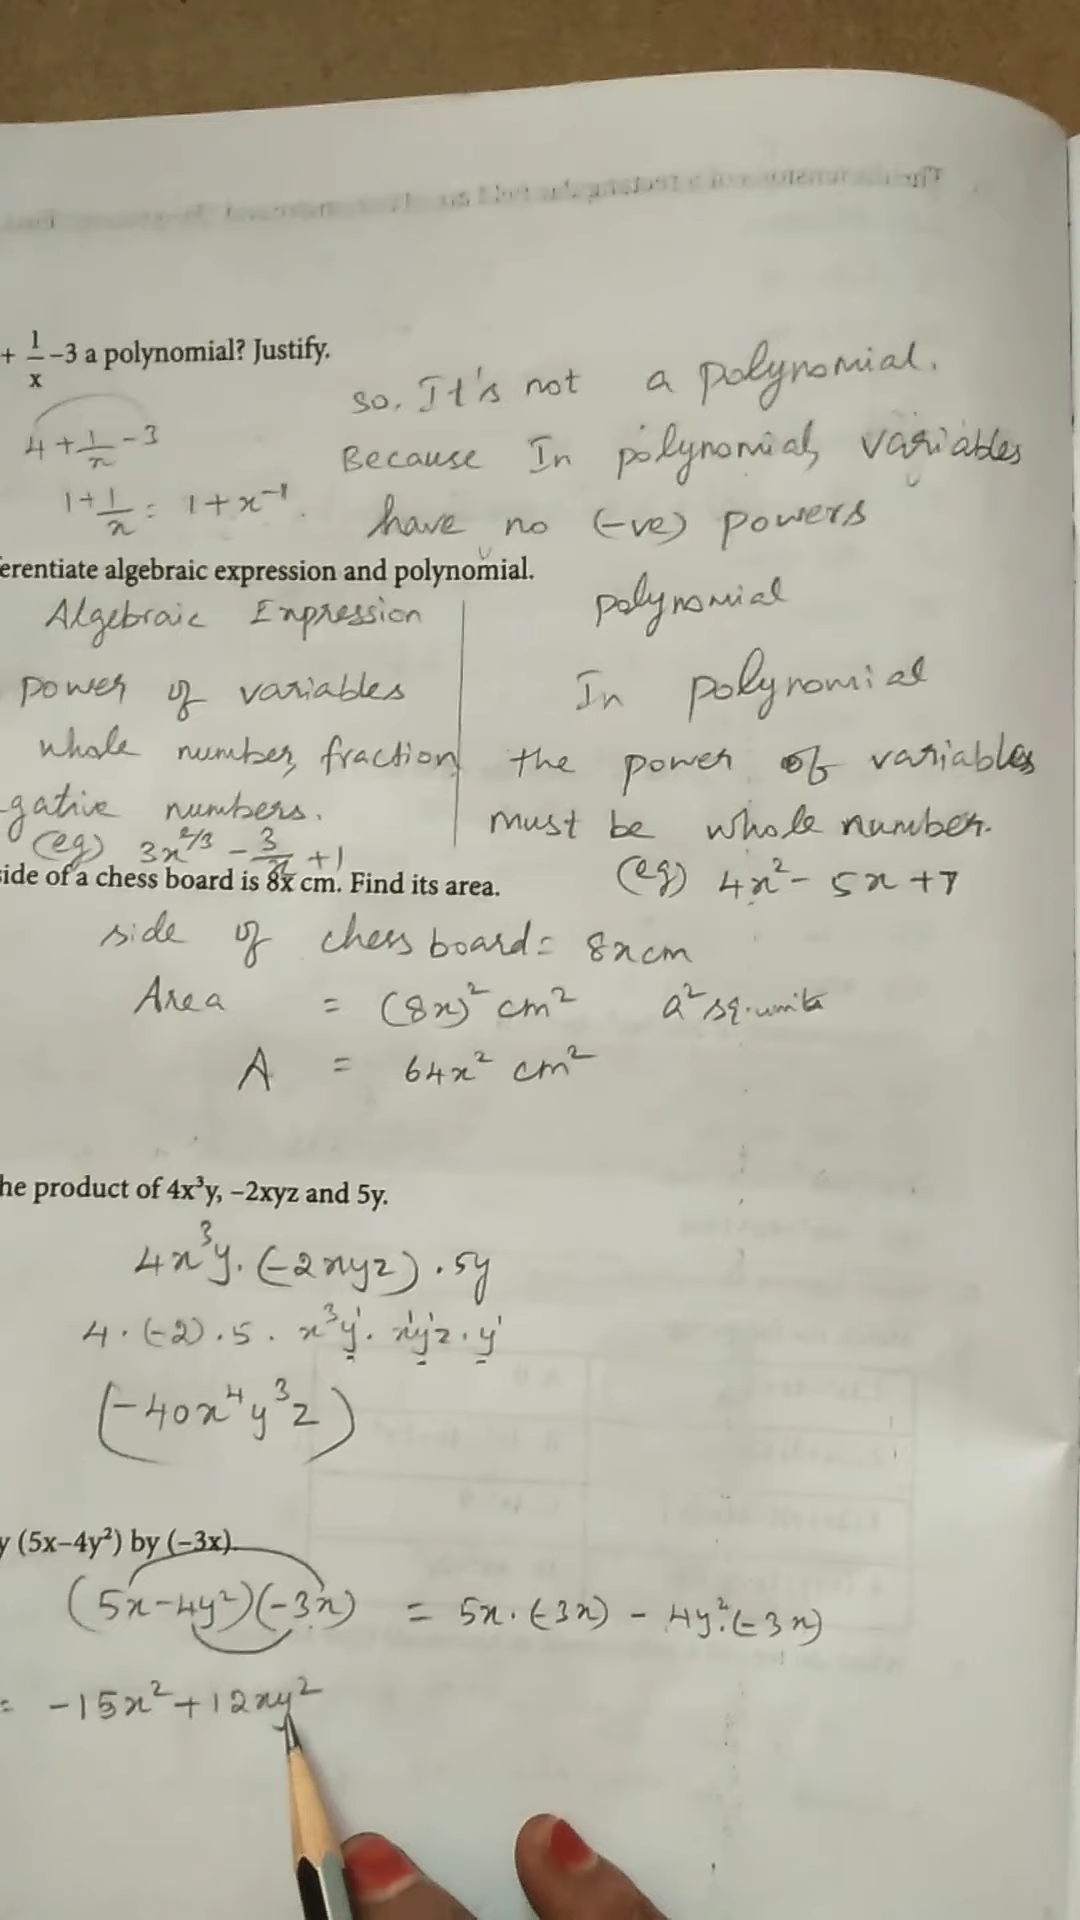 + 1/x –3 a polynomial? Justify.
so. It's not a polynomial.
4 + 1/x - 3
Because In polynomial, variables
1 + 1/x = 1 + x⁻¹.
have no (-ve) powers
erentiate algebraic expression and polynomial.
Algebraic Expression
polynomial
power of variables
In polynomial
whole number, fraction
the power of variables
gative numbers.
must be whole number.
(eg) 3x^2/3 - 3/x + 1
(eg) 4x² - 5x + 7
ide of a chess board is 8x cm. Find its area.
side of chess board = 8x cm
Area = (8x)² cm² a² sq.units
A = 64x² cm²
he product of 4x³y, –2xyz and 5y.
4x³y. (-2xyz) . 5y
4 . (-2) . 5 . x³y¹. x¹y¹z . y¹
(-40x⁴y³z)
y (5x–4y²) by (–3x).
(5x-4y²)(-3x) = 5x. (-3x) - 4y².(-3x)
= -15x² + 12xy²